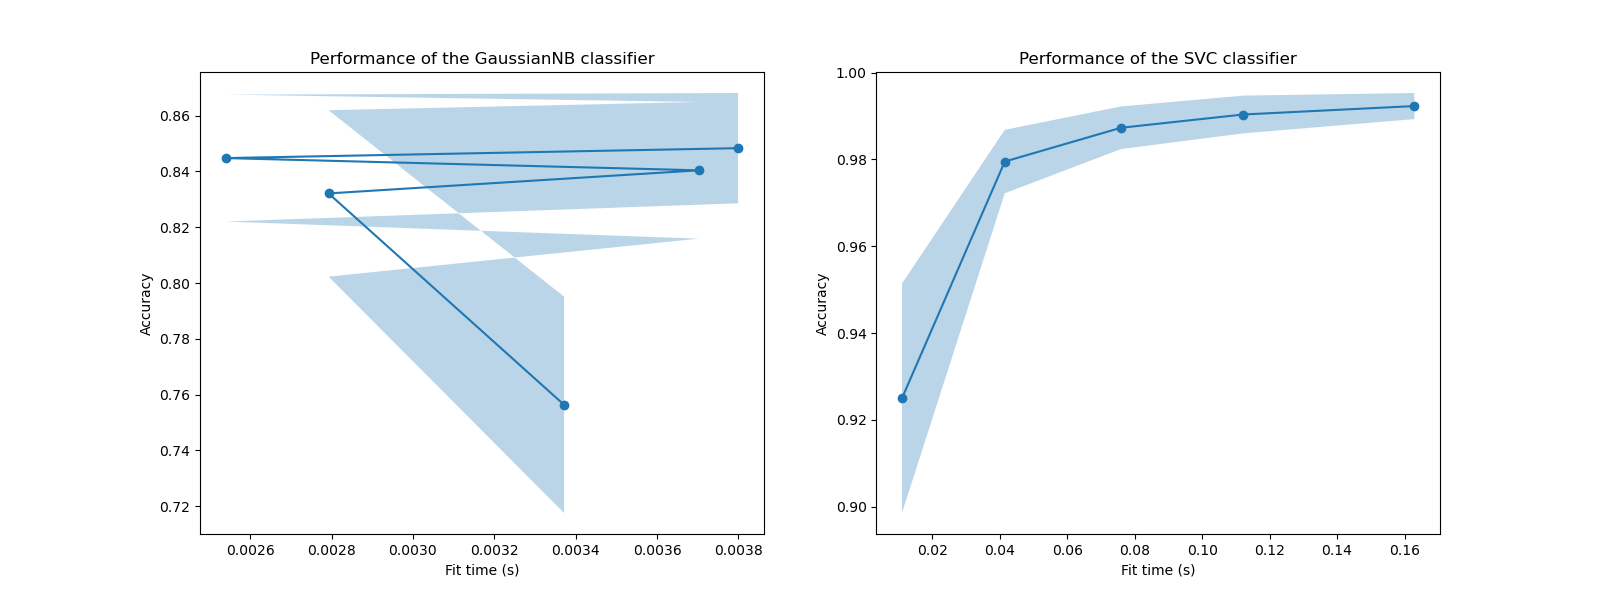 Performance of the GaussianNB classifier
0.86
0.84
0.82
0.80
0.78
0.76
0.74
0.72
Accuracy
0.0026 0.0028 0.0030 0.0032 0.0034 0.0036 0.0038
Fit time (s)
Performance of the SVC classifier
1.00
0.98
0.96
0.94
0.92
0.90
Accuracy
0.02 0.04 0.06 0.08 0.10 0.12 0.14 0.16
Fit time (s)